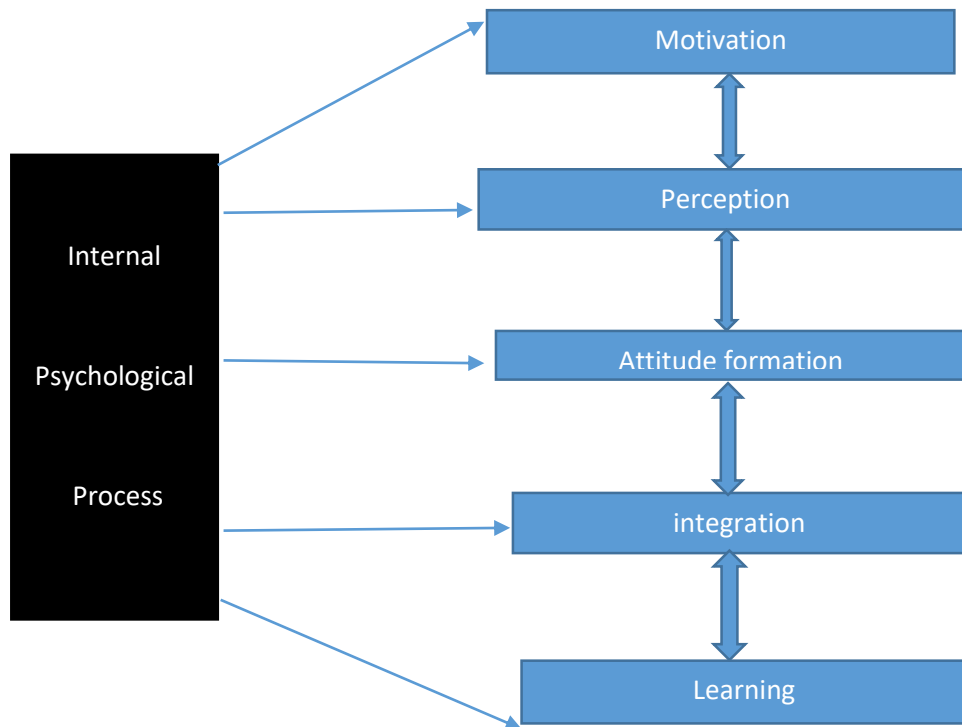 Motivation
Perception
Internal
Psychological
Process
Attitude formation
integration
Learning